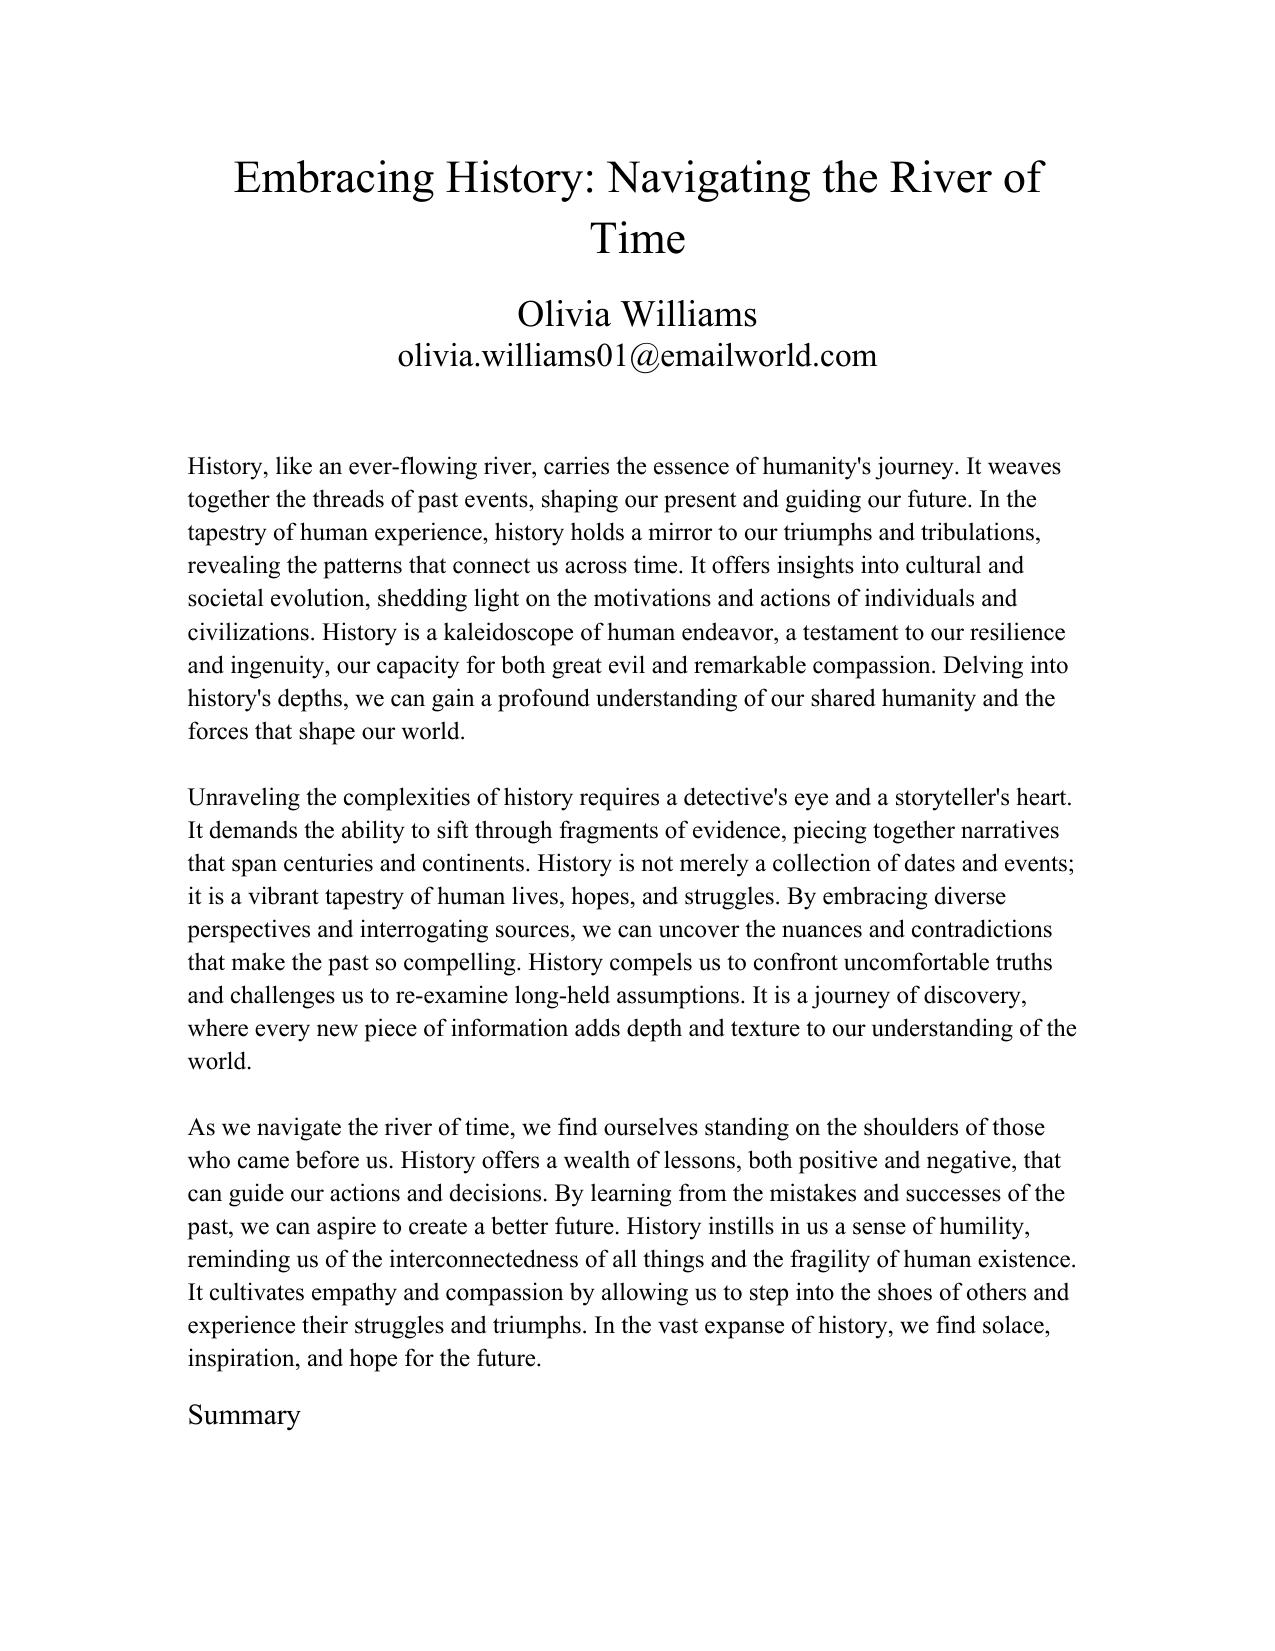 Embracing History: Navigating the River of
Time
Olivia Williams
olivia.williams01@emailworld.com
History, like an ever-flowing river, carries the essence of humanity's journey. It weaves
together the threads of past events, shaping our present and guiding our future. In the
tapestry of human experience, history holds a mirror to our triumphs and tribulations,
revealing the patterns that connect us across time. It offers insights into cultural and
societal evolution, shedding light on the motivations and actions of individuals and
civilizations. History is a kaleidoscope of human endeavor, a testament to our resilience
and ingenuity, our capacity for both great evil and remarkable compassion. Delving into
history's depths, we can gain a profound understanding of our shared humanity and the
forces that shape our world.
Unraveling the complexities of history requires a detective's eye and a storyteller's heart.
It demands the ability to sift through fragments of evidence, piecing together narratives
that span centuries and continents. History is not merely a collection of dates and events;
it is a vibrant tapestry of human lives, hopes, and struggles. By embracing diverse
perspectives and interrogating sources, we can uncover the nuances and contradictions
that make the past so compelling. History compels us to confront uncomfortable truths
and challenges us to re-examine long-held assumptions. It is a journey of discovery,
where every new piece of information adds depth and texture to our understanding of the
world.
As we navigate the river of time, we find ourselves standing on the shoulders of those
who came before us. History offers a wealth of lessons, both positive and negative, that
can guide our actions and decisions. By learning from the mistakes and successes of the
past, we can aspire to create a better future. History instills in us a sense of humility,
reminding us of the interconnectedness of all things and the fragility of human existence.
It cultivates empathy and compassion by allowing us to step into the shoes of others and
experience their struggles and triumphs. In the vast expanse of history, we find solace,
inspiration, and hope for the future.
Summary